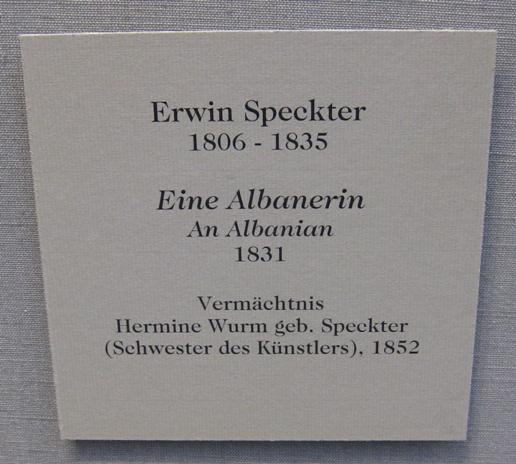 Erwin Speckter
1806 - 1835
Eine Albanerin
An Albanian
1831
Vermächtnis
Hermine Wurm geb. Speckter
(Schwester des Künstlers), 1852